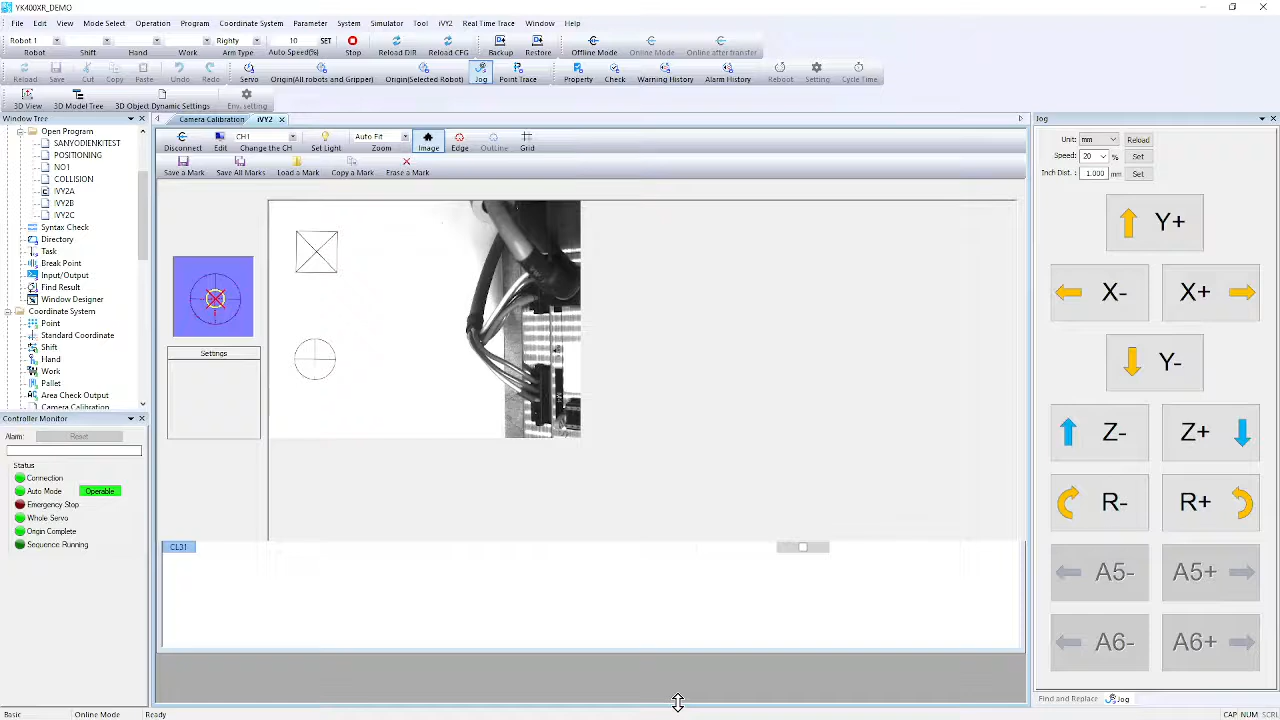 YK400XR_DEMO
File Edit View Mode Select Operation Program Coordinate System Parameter System Simulator Tool iVY2 Real Time Trace Window Help
Robot 1 Righty 10 SET
Robot Shift Hand Work Arm Type Auto Speed(%) Stop Reload DIR Reload CFG Backup Restore Offline Mode Online Mode Online after transfer
Reload Save Cut Copy Paste Undo Redo Servo Origin(All robots and Gripper) Origin(Selected Robot) Jog Point Trace Property Check Warning History Alarm History Reboot Setting Cycle Time
3D View 3D Model Tree 3D Object Dynamic Settings Env. setting
Window Tree
Open Program
SANYODENKITEST
POSITIONING
NO1
COLLISION
IVY2A
IVY2B
IVY2C
Syntax Check
Directory
Task
Break Point
Input/Output
Find Result
Window Designer
Coordinate System
Point
Standard Coordinate
Shift
Hand
Work
Pallet
Area Check Output
Camera Calibration
Controller Monitor
Alarm: Reset
Status
Connection
Auto Mode Operable
Emergency Stop
Whole Servo
Origin Complete
Sequence Running
Camera Calibration iVY2
CH1 Auto Fit
Disconnect Edit Change the CH Set Light Zoom Image Edge OutLine Grid
Save a Mark Save All Marks Load a Mark Copy a Mark Erase a Mark
Settings
CL31
Jog
Unit: mm Reload
Speed: 20 % Set
Inch Dist. : 1.000 mm Set
Y+
X- X+
Y-
Z- Z+
R- R+
A5- A5+
A6- A6+
Find and Replace Jog
Basic Online Mode Ready CAP NUM SCRL